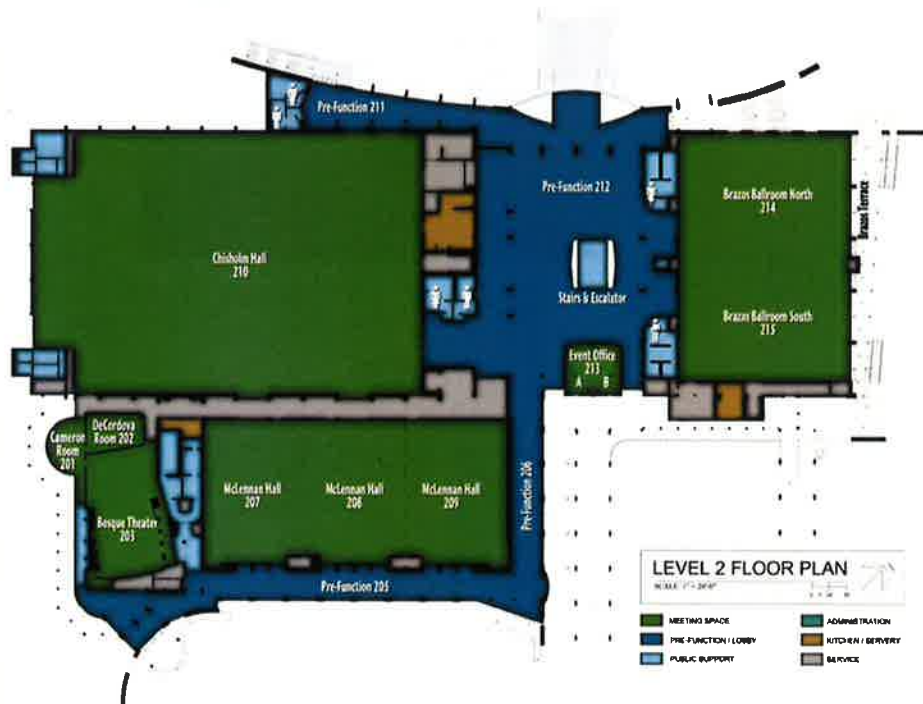 Pre-Function 211
Pre-Function 212
Brazos Ballroom North
214
Brazos Terrace
Chisholm Hall
210
Stairs & Escalator
Brazos Ballroom South
215
Event Office
213
A B
DeCordova
Room 202
Cameron
Room
201
McLennan Hall
207
McLennan Hall
208
McLennan Hall
209
Pre-Function 206
Bosque Theater
203
Pre-Function 205
LEVEL 2 FLOOR PLAN
MEETING SPACE
ADMINISTRATION
PRE-FUNCTION / LOBBY
KITCHEN / SERVERY
PUBLIC SUPPORT
SERVICE